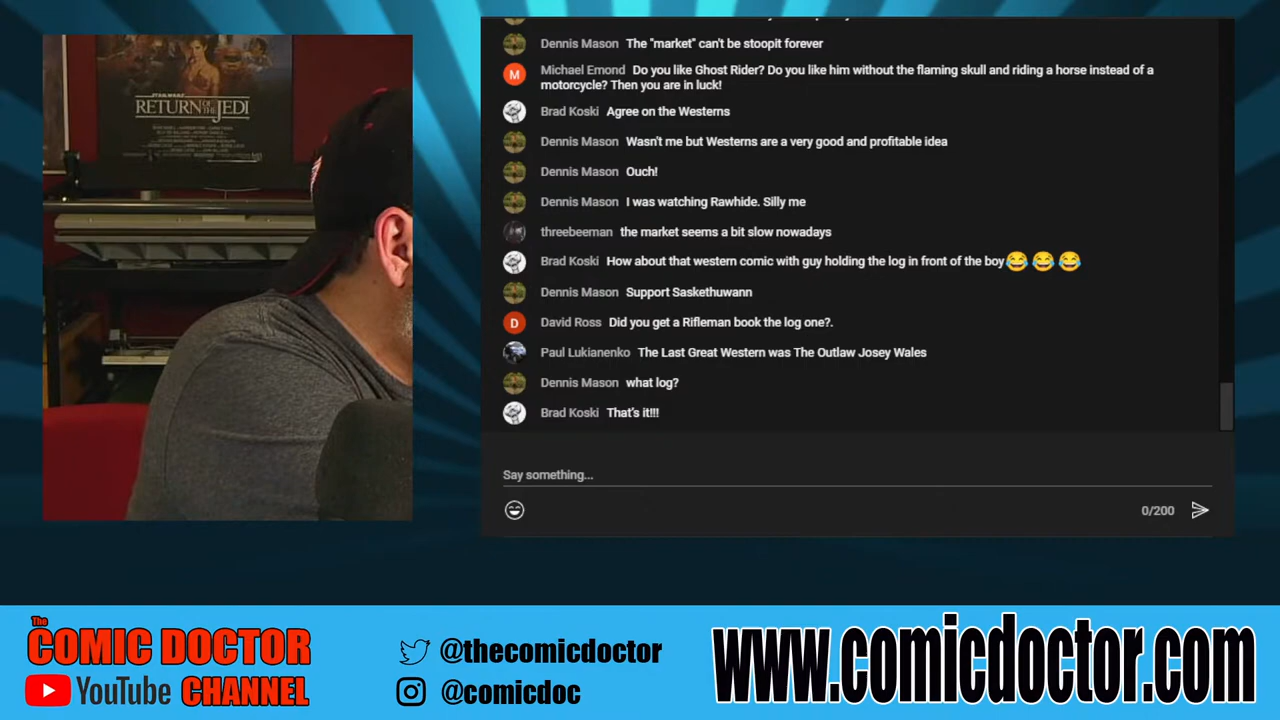 STAR WARS
RETURN OF THE JEDI
Dennis Mason The "market" can't be stoopit forever
M Michael Emond Do you like Ghost Rider? Do you like him without the flaming skull and riding a horse instead of a
motorcycle? Then you are in luck!
Brad Koski Agree on the Westerns
Dennis Mason Wasn't me but Westerns are a very good and profitable idea
Dennis Mason Ouch!
Dennis Mason I was watching Rawhide. Silly me
threebeeman the market seems a bit slow nowadays
Brad Koski How about that western comic with guy holding the log in front of the boy😂😂😂
Dennis Mason Support Saskethuwann
D David Ross Did you get a Rifleman book the log one?.
Paul Lukianenko The Last Great Western was The Outlaw Josey Wales
Dennis Mason what log?
Brad Koski That's it!!!
Say something...
0/200
The
COMIC DOCTOR
YouTube CHANNEL
@thecomicdoctor
@comicdoc
www.comicdoctor.com